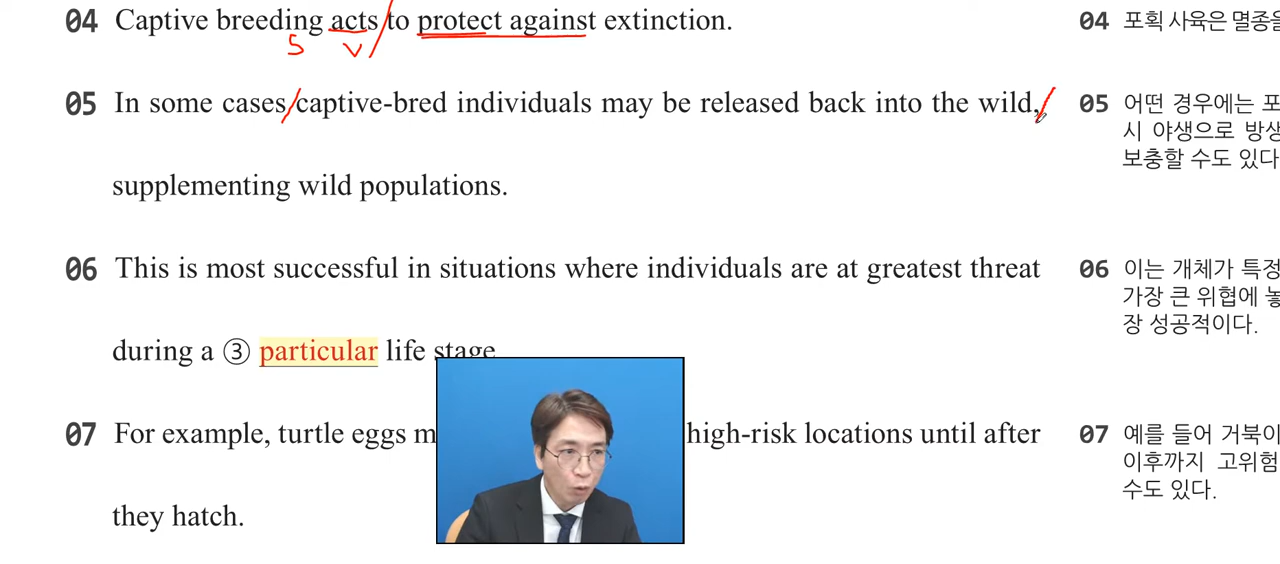 04 Captive breeding acts to protect against extinction.
S V
04 포획 사육은 멸종을
05 In some cases captive-bred individuals may be released back into the wild,
supplementing wild populations.
05 어떤 경우에는 포
시 야생으로 방생
보충할 수도 있다
06 This is most successful in situations where individuals are at greatest threat
during a ③ particular life stage
06 이는 개체가 특정
가장 큰 위협에 놓
장 성공적이다.
07 For example, turtle eggs m high-risk locations until after
they hatch.
07 예를 들어 거북이
이후까지 고위험
수도 있다.